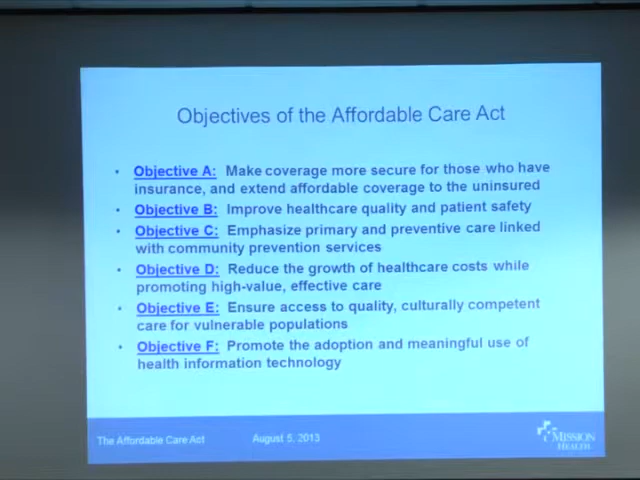 Objectives of the Affordable Care Act
• Objective A: Make coverage more secure for those who have
insurance, and extend affordable coverage to the uninsured
• Objective B: Improve healthcare quality and patient safety
• Objective C: Emphasize primary and preventive care linked
with community prevention services
• Objective D: Reduce the growth of healthcare costs while
promoting high-value, effective care
• Objective E: Ensure access to quality, culturally competent
care for vulnerable populations
• Objective F: Promote the adoption and meaningful use of
health information technology
The Affordable Care Act August 5, 2013
MISSION
HEALTH